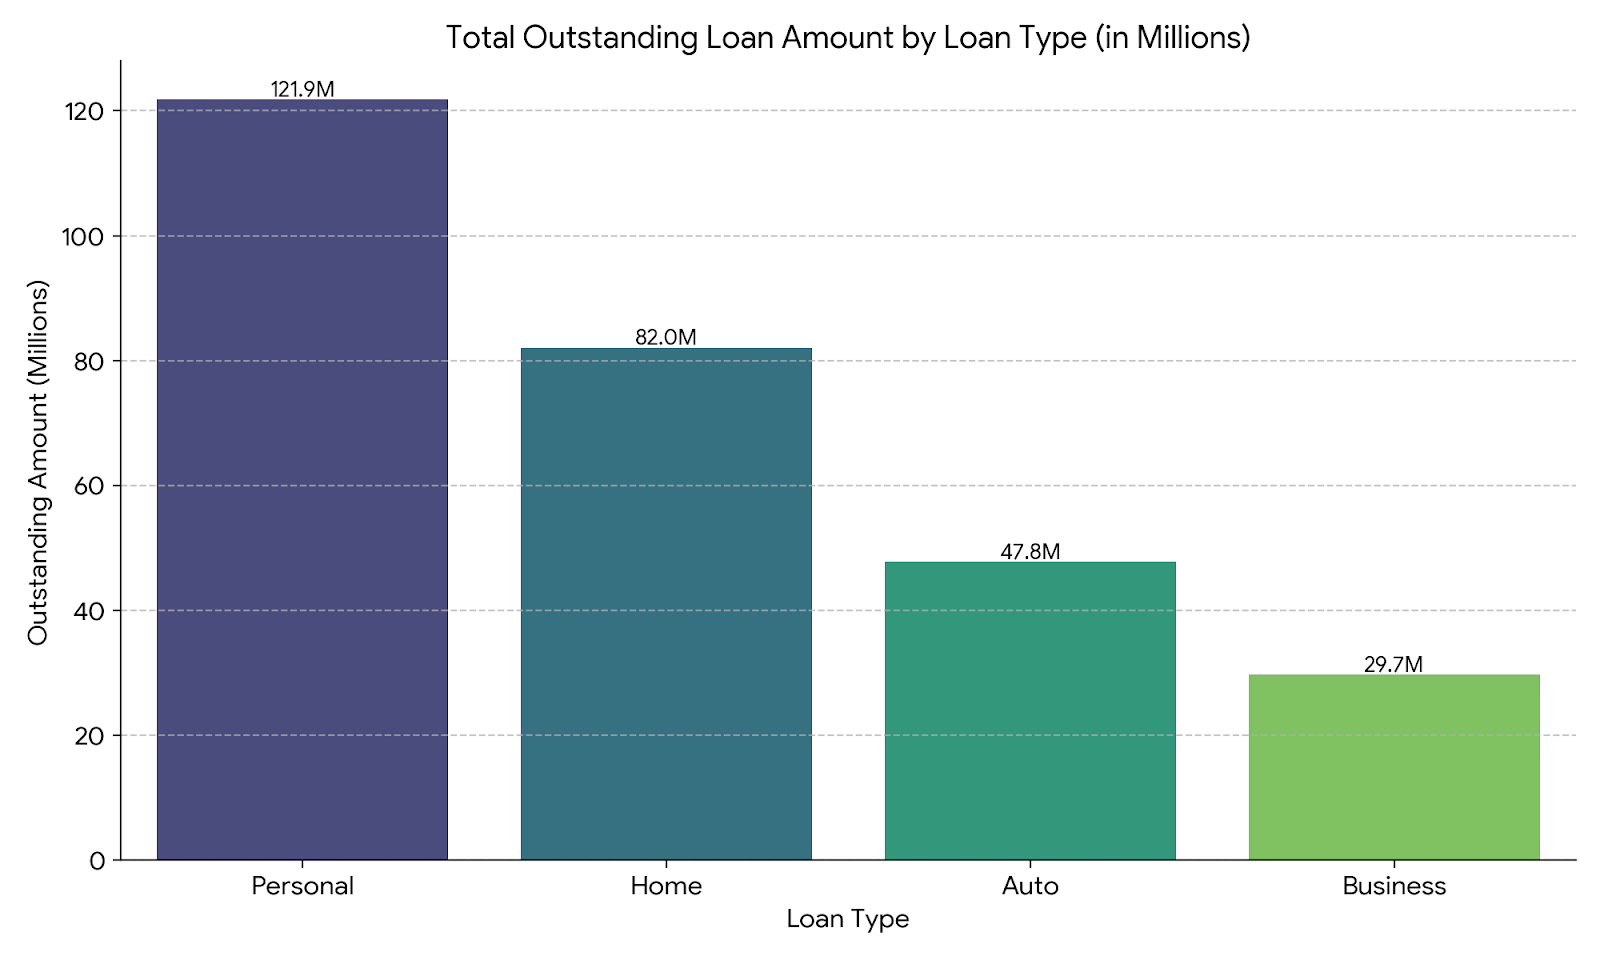 Total Outstanding Loan Amount by Loan Type (in Millions)
Outstanding Amount (Millions)
120
100
80
60
40
20
0
121.9M
82.0M
47.8M
29.7M
Personal
Home
Auto
Business
Loan Type